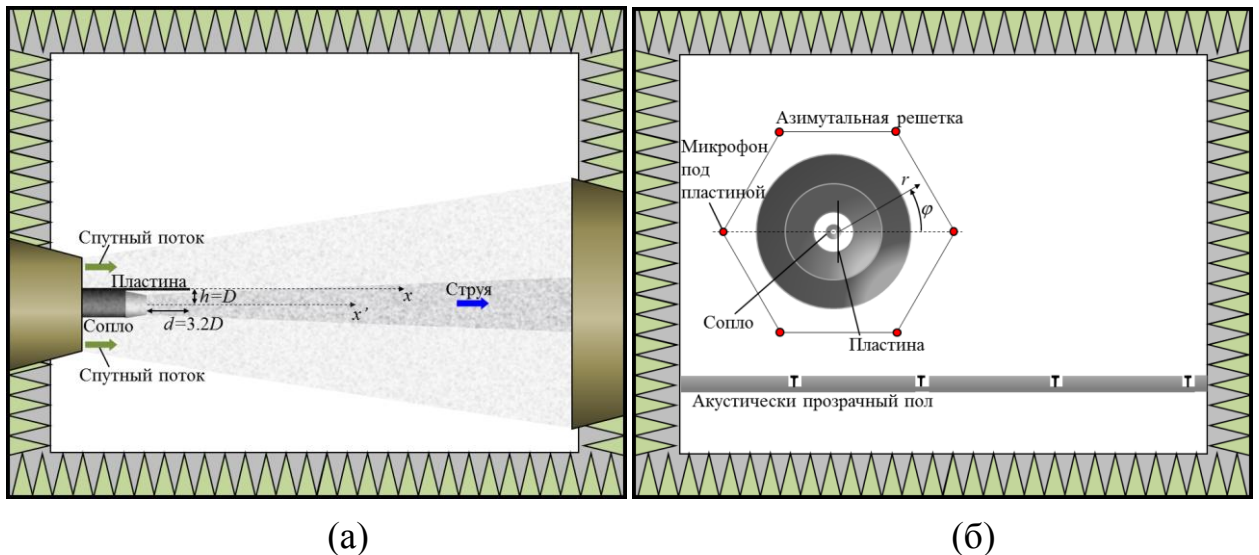 Спутный поток
Пластина
h=D
x
Струя
x'
Сопло
d=3.2D
Спутный поток
Азимутальная решетка
Микрофон
под
пластиной
r
φ
Сопло
Пластина
Акустически прозрачный пол
(а)
(б)